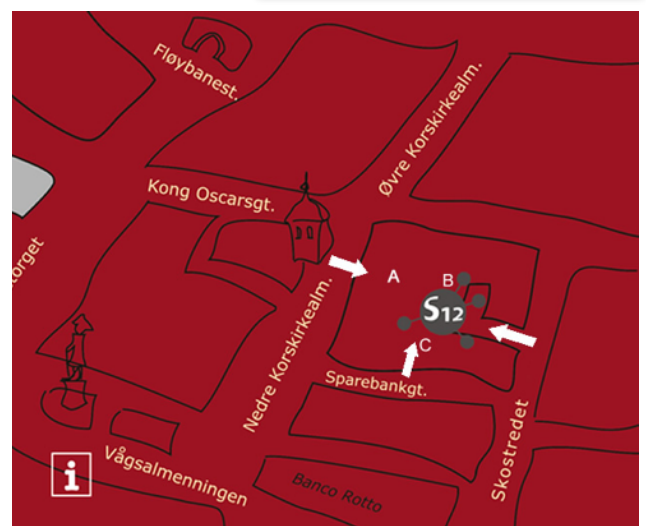 Fløybanest.
Øvre Korskirkealm.
Kong Oscarsgt.
torget
A
B
S12
C
Nedre Korskirkealm.
Sparebankgt.
Skostredet
Vågsalmenningen
Banco Rotto
i